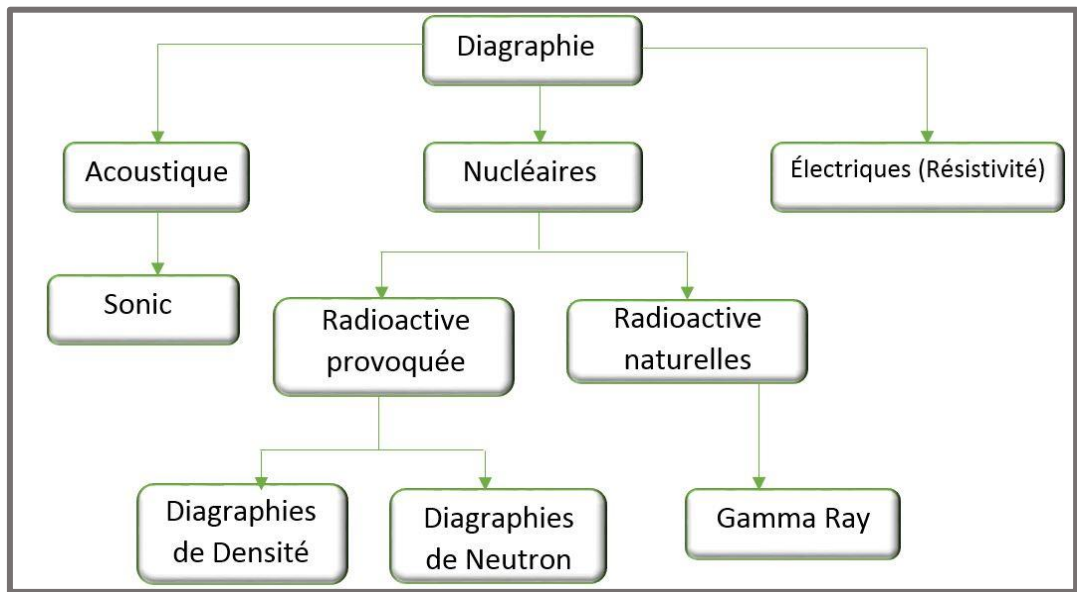 Diagraphie
Acoustique
Nucléaires
Électriques (Résistivité)
Sonic
Radioactive
provoquée
Radioactive
naturelles
Diagraphies
de Densité
Diagraphies
de Neutron
Gamma Ray